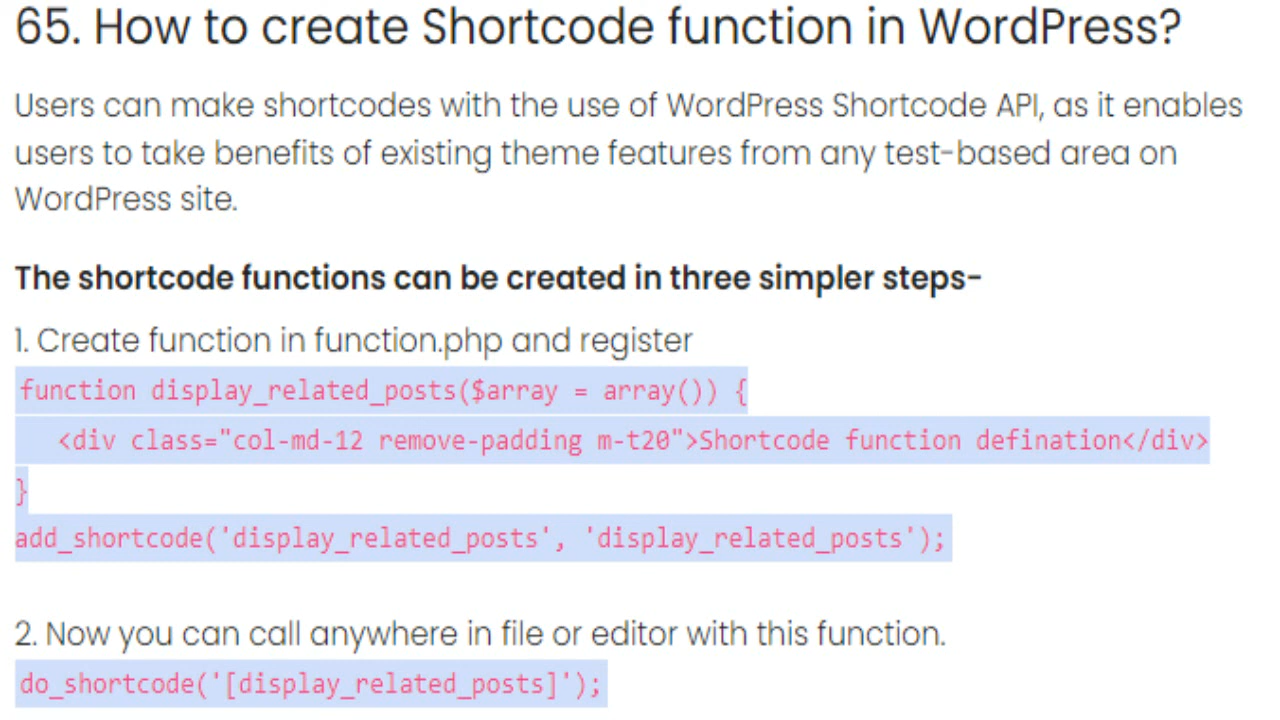 65. How to create Shortcode function in WordPress?
Users can make shortcodes with the use of WordPress Shortcode API, as it enables
users to take benefits of existing theme features from any test-based area on
WordPress site.
The shortcode functions can be created in three simpler steps-
1. Create function in function.php and register
function display_related_posts($array = array()) {
<div class="col-md-12 remove-padding m-t20">Shortcode function defination</div>
}
add_shortcode('display_related_posts', 'display_related_posts');
2. Now you can call anywhere in file or editor with this function.
do_shortcode('[display_related_posts]');